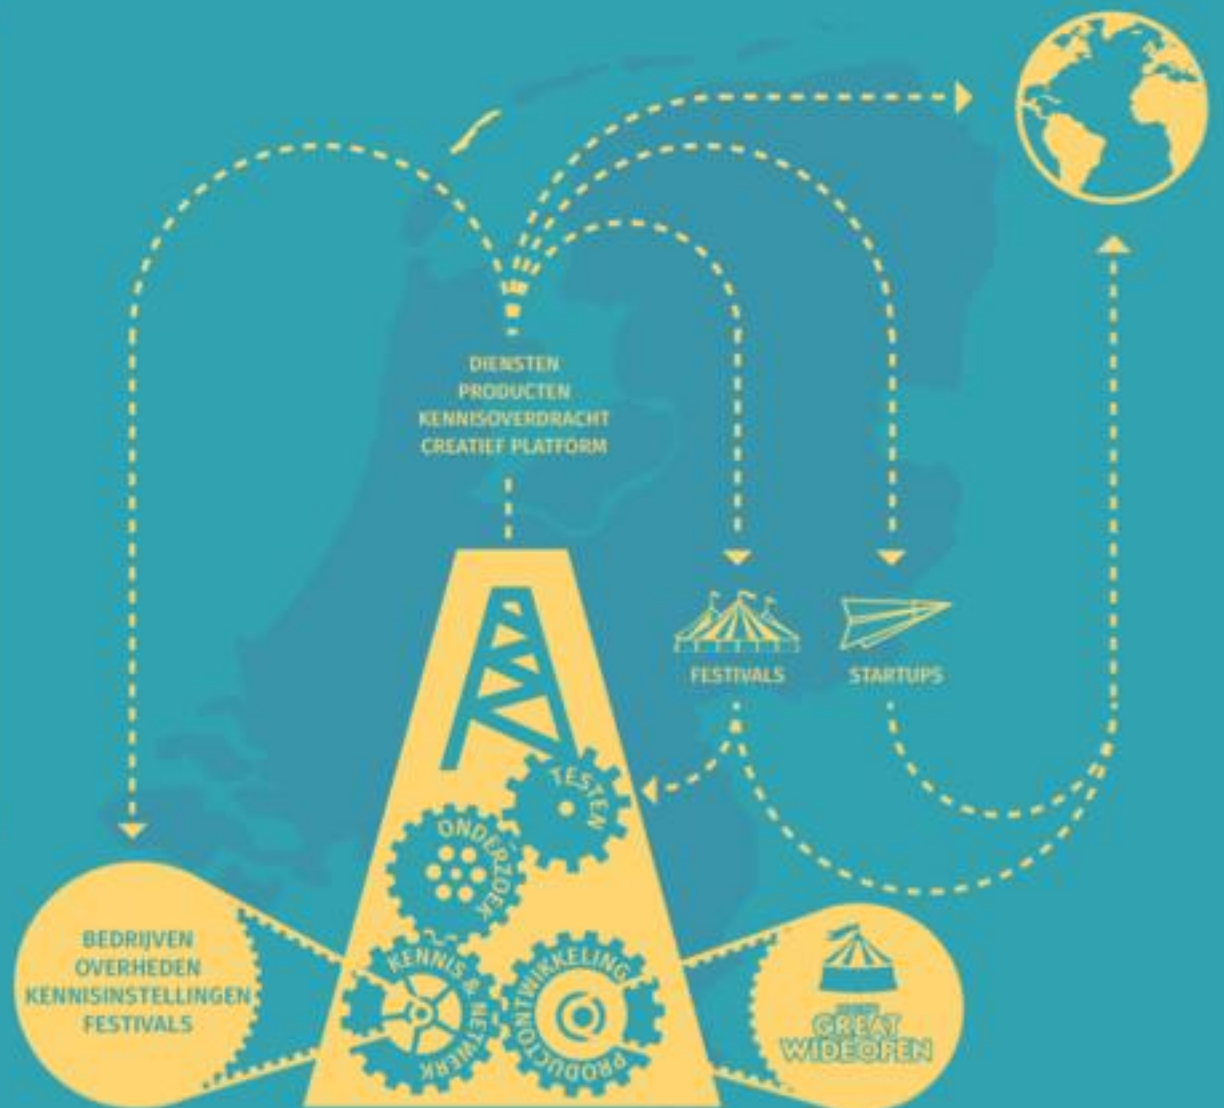 DIENSTEN
PRODUCTEN
KENNISOVERDRACHT
CREATIEF PLATFORM
FESTIVALS
STARTUPS
TESTEN
ONDERZOEK
KENNIS & NETWERK
PRODUCTONTWIKKELING
BEDRIJVEN
OVERHEDEN
KENNISINSTELLINGEN
FESTIVALS
GREAT
WIDEOPEN